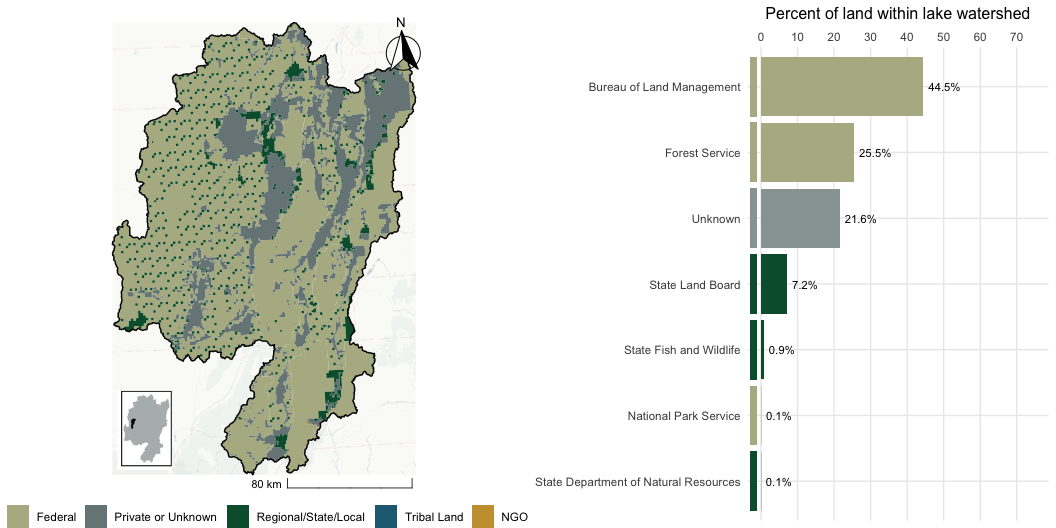 N
80 km
Federal
Private or Unknown
Regional/State/Local
Tribal Land
NGO
Percent of land within lake watershed
0 10 20 30 40 50 60 70
Bureau of Land Management 44.5%
Forest Service 25.5%
Unknown 21.6%
State Land Board 7.2%
State Fish and Wildlife 0.9%
National Park Service 0.1%
State Department of Natural Resources 0.1%